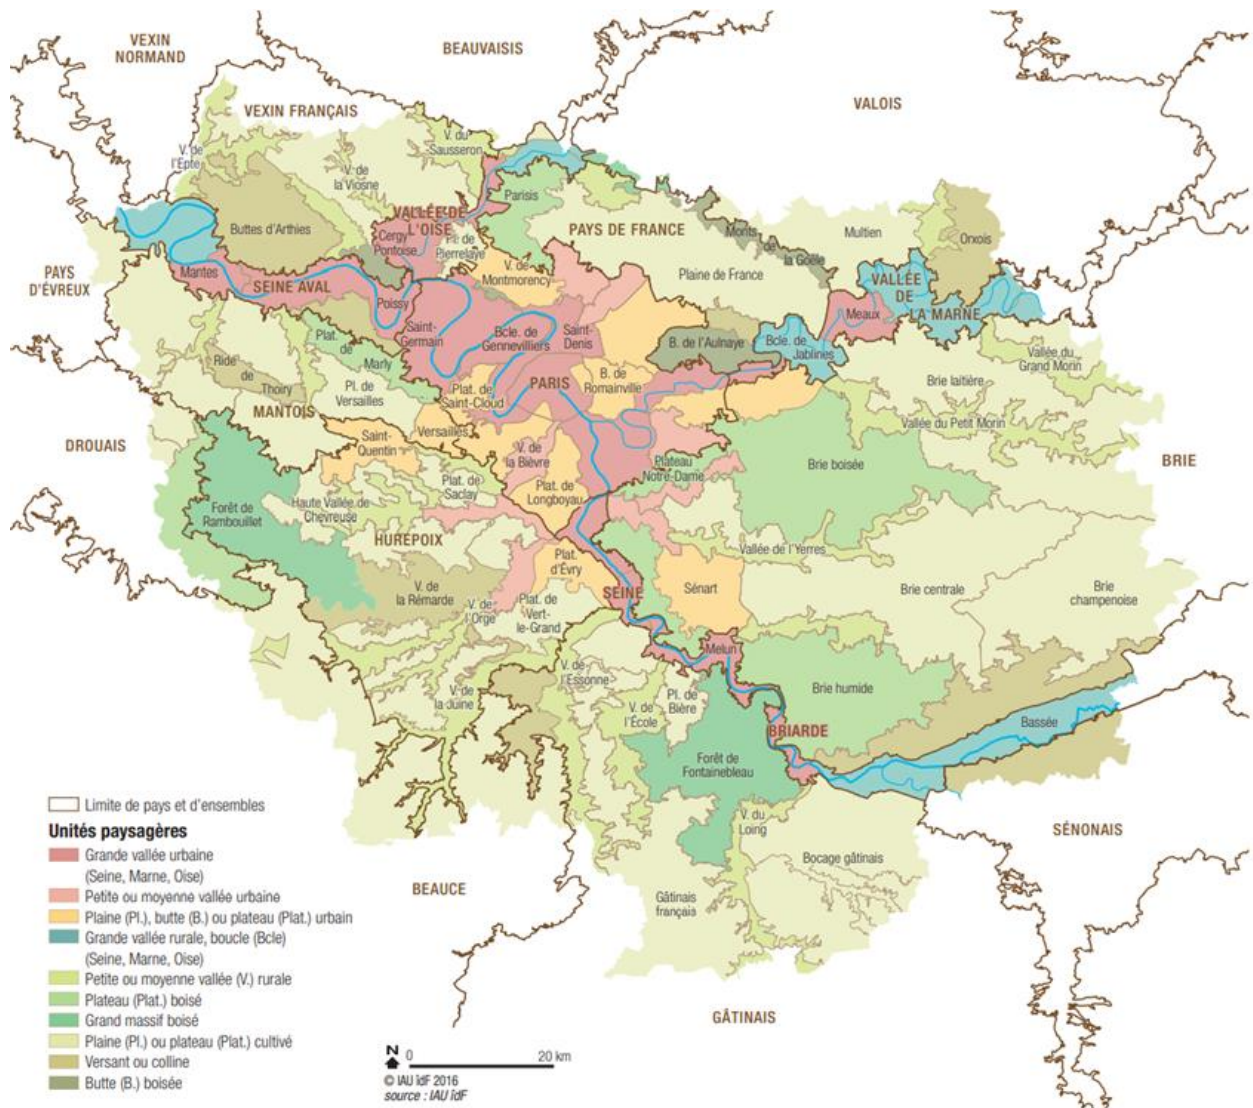 VEXIN
NORMAND
BEAUVAISIS
VALOIS
VEXIN FRANÇAIS
V. du
Sausseron
V. de
l'Epte
V. de
la Viosne
Parisis
VALLÉE DE
L'OISE
Buttes d'Arthies
Cergy
Pontoise
Pl. de
Pierrelaye
PAYS DE FRANCE
Monts
de
la Goële
Multien
Orxois
PAYS
D'ÉVREUX
Mantes
SEINE AVAL
V. de
Montmorency
Plaine de France
VALLÉE
DE
LA MARNE
Poissy
Meaux
Saint-
Germain
Bcle. de
Gennevilliers
Saint-
Denis
B. de l'Aulnaye
Bcle. de
Jablines
Plat.
de
Marly
Vallée du
Grand Morin
Ride
de
Thoiry
Pl. de
Versailles
Plat. de
Saint-Cloud
PARIS
B. de
Romainville
Brie laitière
MANTOIS
Vallée du Petit Morin
DROUAIS
Saint-
Quentin
Versailles
V. de
la Bièvre
Plateau
Notre-Dame
Brie boisée
BRIE
Plat. de
Saclay
Plat. de
Longboyau
Forêt de
Rambouillet
Haute Vallée de
Chevreuse
HUREPOIX
Vallée de l'Yerres
Plat.
d'Évry
V. de
la Rémarde
SEINE
Sénart
Brie centrale
Brie
champenoise
V. de
l'Orge
Plat. de
Vert-
le-Grand
Melun
V. de
l'Essonne
V. de
la Juine
Pl. de
Bière
V. de
l'École
Brie humide
BRIARDE
Bassée
Forêt de
Fontainebleau
V. du
Loing
SÉNONAIS
Bocage gâtinais
BEAUCE
Gâtinais
français
GÂTINAIS
Limite de pays et d'ensembles
Unités paysagères
Grande vallée urbaine
(Seine, Marne, Oise)
Petite ou moyenne vallée urbaine
Plaine (Pl.), butte (B.) ou plateau (Plat.) urbain
Grande vallée rurale, boucle (Bcle)
(Seine, Marne, Oise)
Petite ou moyenne vallée (V.) rurale
Plateau (Plat.) boisé
Grand massif boisé
Plaine (Pl.) ou plateau (Plat.) cultivé
Versant ou colline
Butte (B.) boisée
N
0 20 km
© IAU îdF 2016
source : IAU îdF